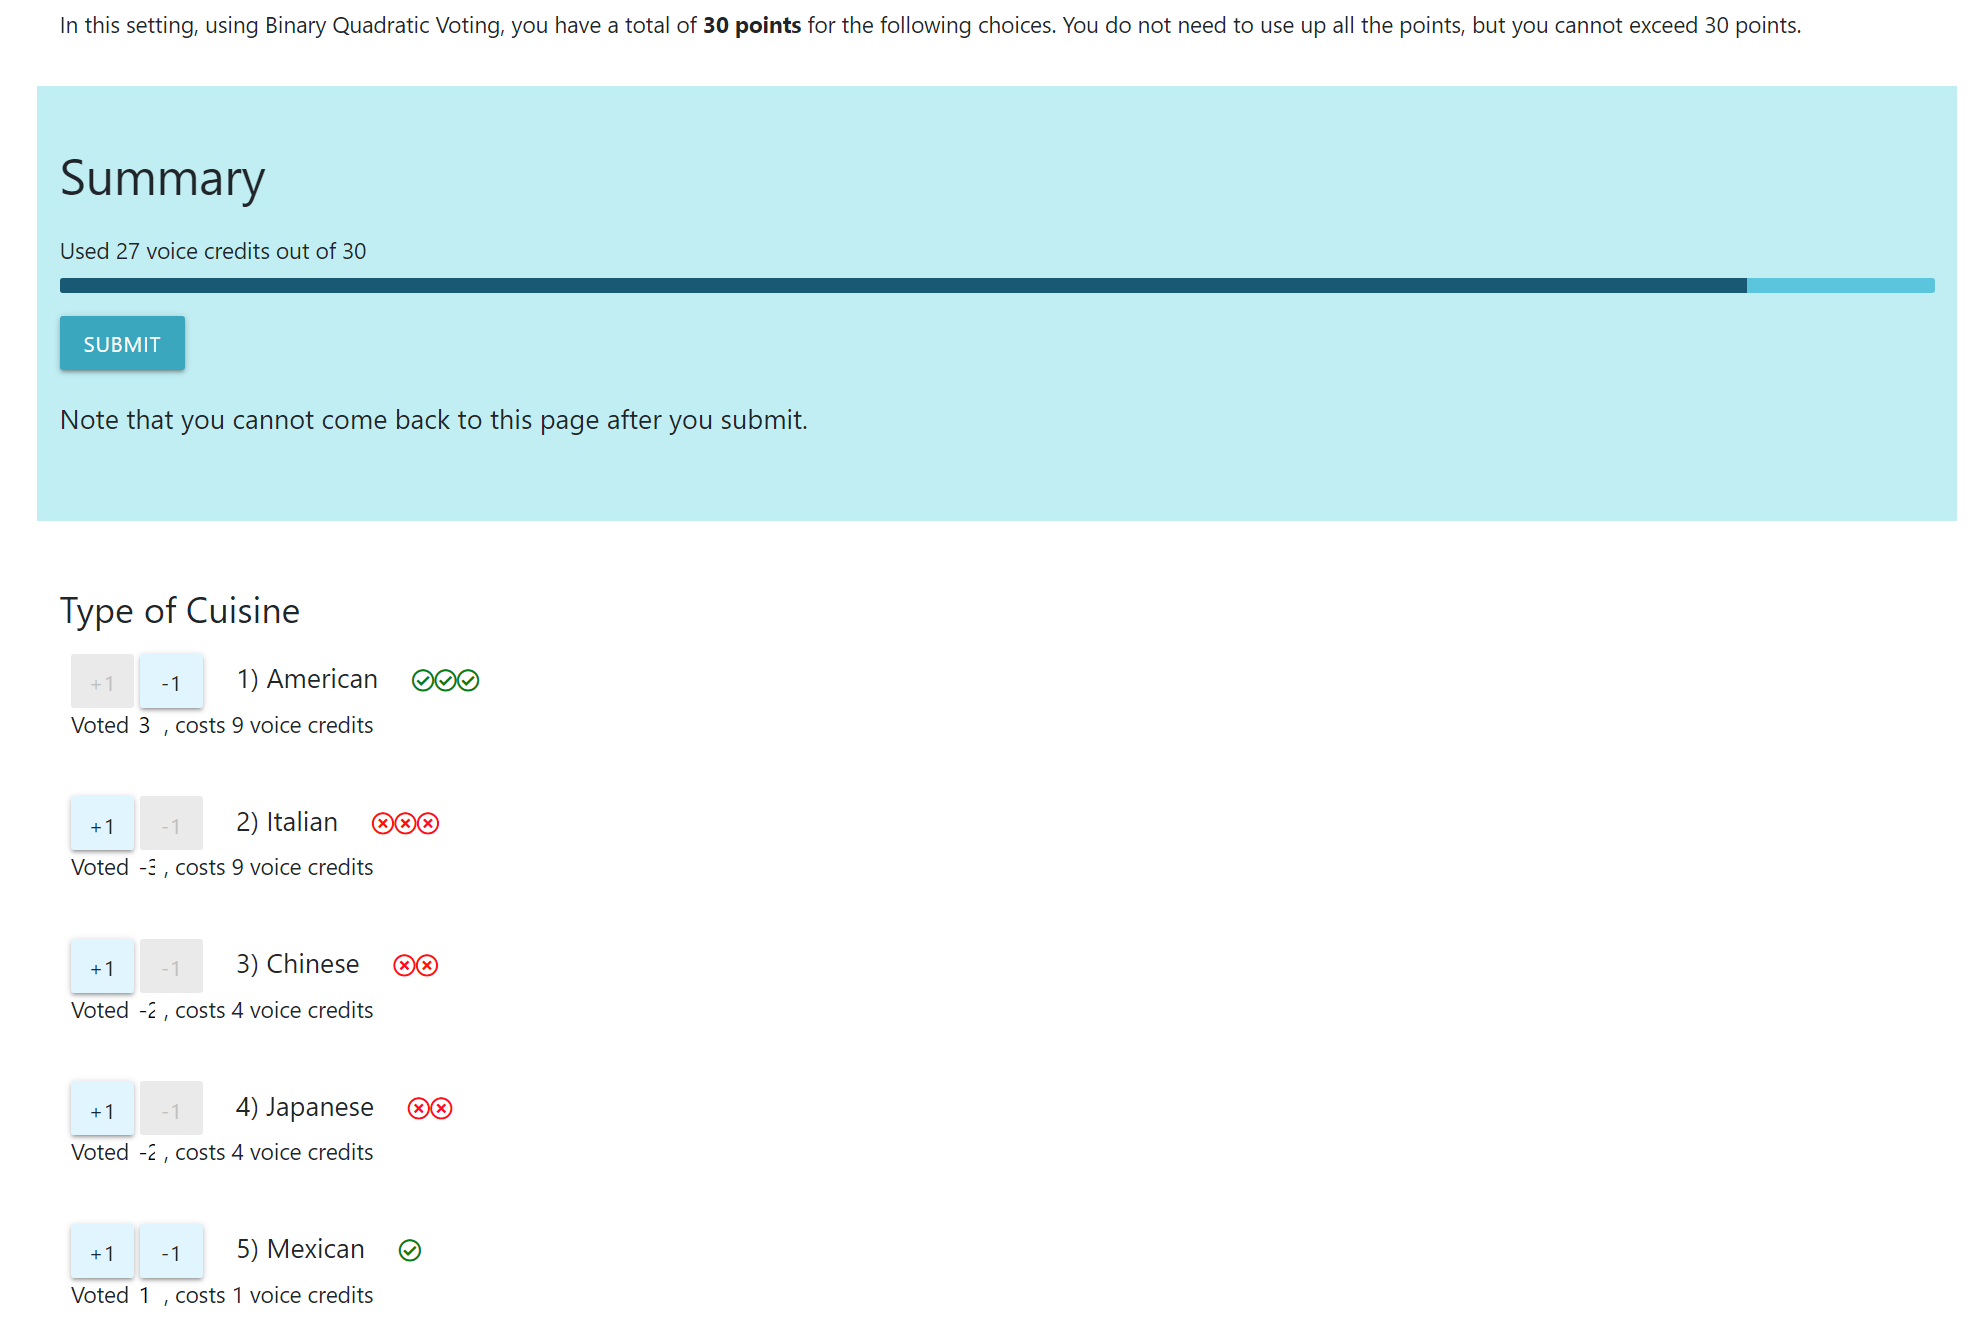 In this setting, using Binary Quadratic Voting, you have a total of 30 points for the following choices. You do not need to use up all the points, but you cannot exceed 30 points.
Summary
Used 27 voice credits out of 30
SUBMIT
Note that you cannot come back to this page after you submit.
Type of Cuisine
+1 -1 1) American
Voted 3 , costs 9 voice credits
+1 -1 2) Italian
Voted -3 , costs 9 voice credits
+1 -1 3) Chinese
Voted -2 , costs 4 voice credits
+1 -1 4) Japanese
Voted -2 , costs 4 voice credits
+1 -1 5) Mexican
Voted 1 , costs 1 voice credits